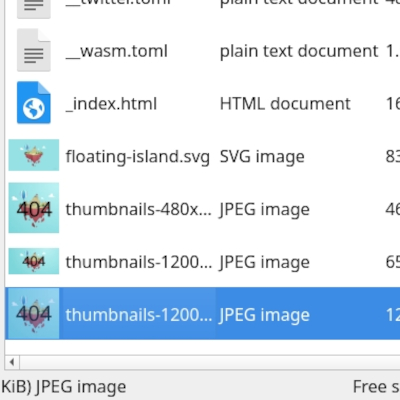 __twitter.toml plain text document
__wasm.toml plain text document 1.
_index.html HTML document 16
floating-island.svg SVG image 83
404 thumbnails-480x... JPEG image 46
404 thumbnails-1200... JPEG image 65
404 thumbnails-1200... JPEG image 12
KiB) JPEG image Free s